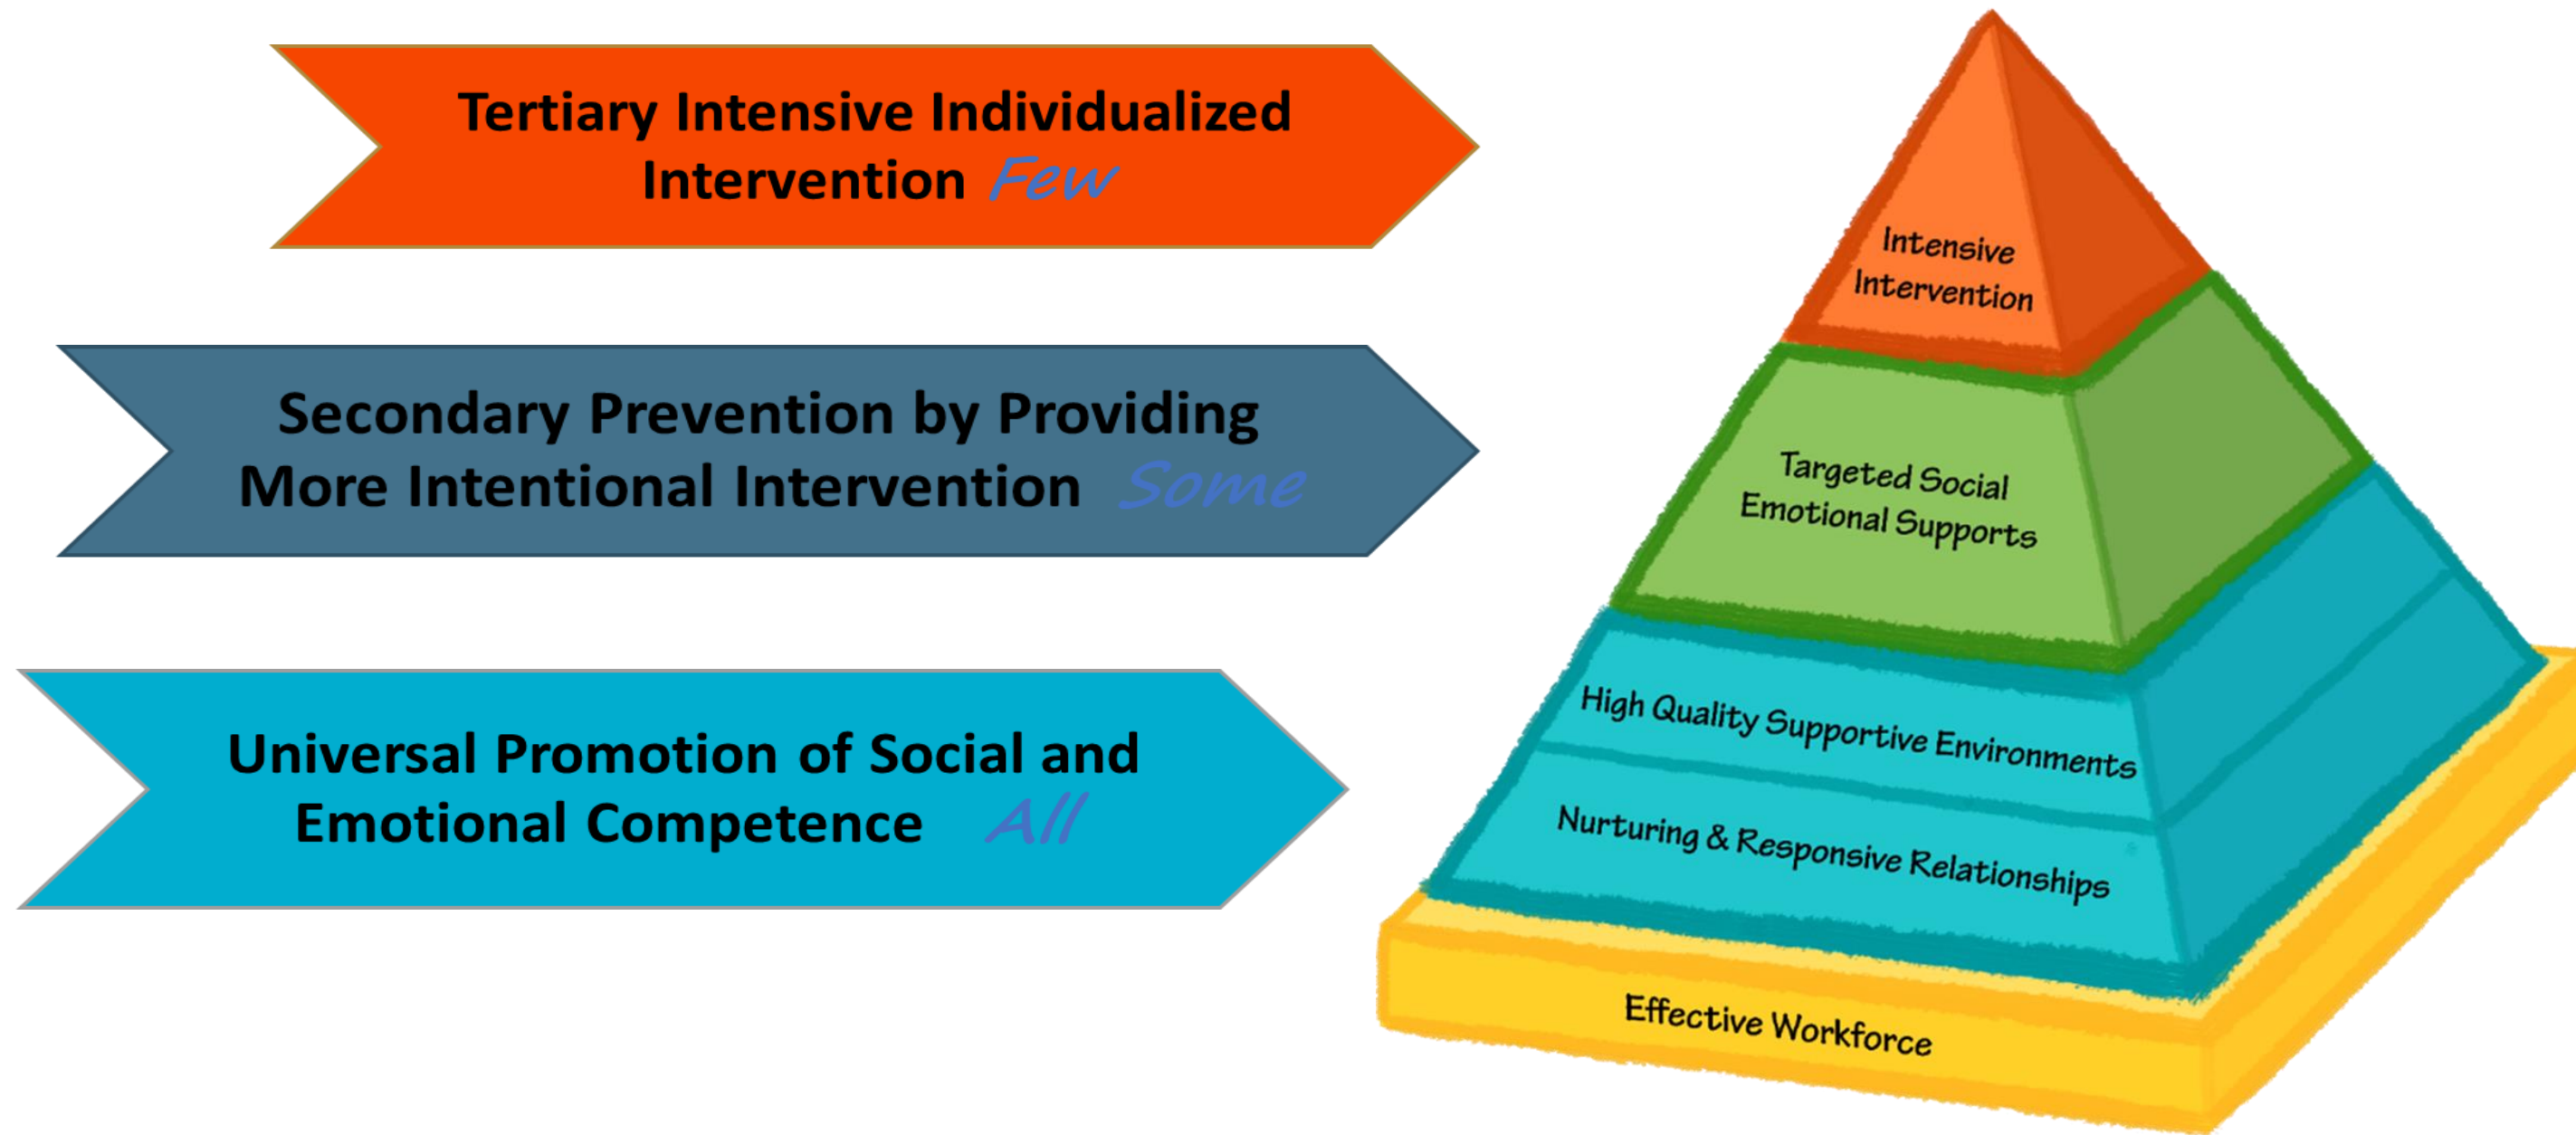 Tertiary Intensive Individualized
Intervention Few
Secondary Prevention by Providing
More Intentional Intervention Some
Universal Promotion of Social and
Emotional Competence All
Intensive
Intervention
Targeted Social
Emotional Supports
High Quality Supportive Environments
Nurturing & Responsive Relationships
Effective Workforce